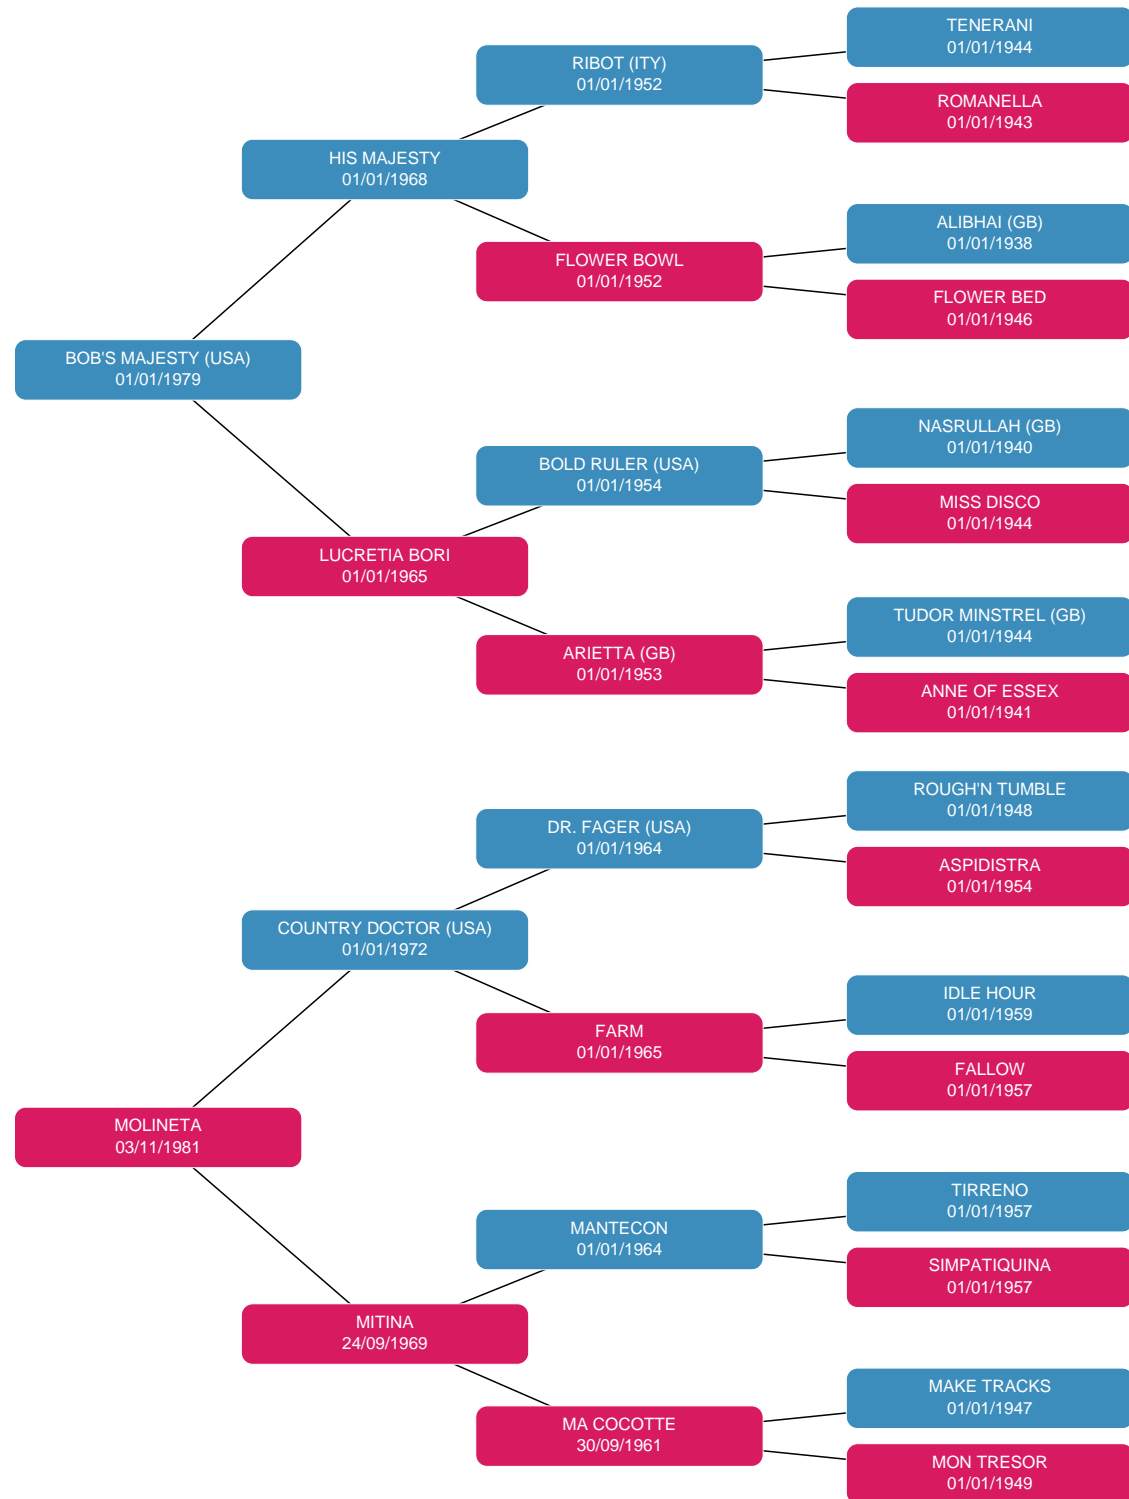 TENERANI
01/01/1944
RIBOT (ITY)
01/01/1952
ROMANELLA
01/01/1943
HIS MAJESTY
01/01/1968
ALIBHAI (GB)
01/01/1938
FLOWER BOWL
01/01/1952
FLOWER BED
01/01/1946
BOB'S MAJESTY (USA)
01/01/1979
NASRULLAH (GB)
01/01/1940
BOLD RULER (USA)
01/01/1954
MISS DISCO
01/01/1944
LUCRETIA BORI
01/01/1965
TUDOR MINSTREL (GB)
01/01/1944
ARIETTA (GB)
01/01/1953
ANNE OF ESSEX
01/01/1941
ROUGH'N TUMBLE
01/01/1948
DR. FAGER (USA)
01/01/1964
ASPIDISTRA
01/01/1954
COUNTRY DOCTOR (USA)
01/01/1972
IDLE HOUR
01/01/1959
FARM
01/01/1965
FALLOW
01/01/1957
MOLINETA
03/11/1981
TIRRENO
01/01/1957
MANTECON
01/01/1964
SIMPATIQUINA
01/01/1957
MITINA
24/09/1969
MAKE TRACKS
01/01/1947
MA COCOTTE
30/09/1961
MON TRESOR
01/01/1949